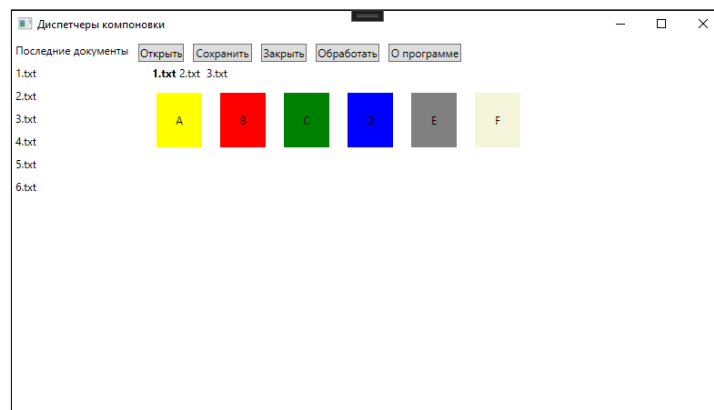 Диспетчеры компоновки
Последние документы Открыть Сохранить Закрыть Обработать О программе
1.txt 1.txt 2.txt 3.txt
2.txt
A B C D E F
3.txt
4.txt
5.txt
6.txt